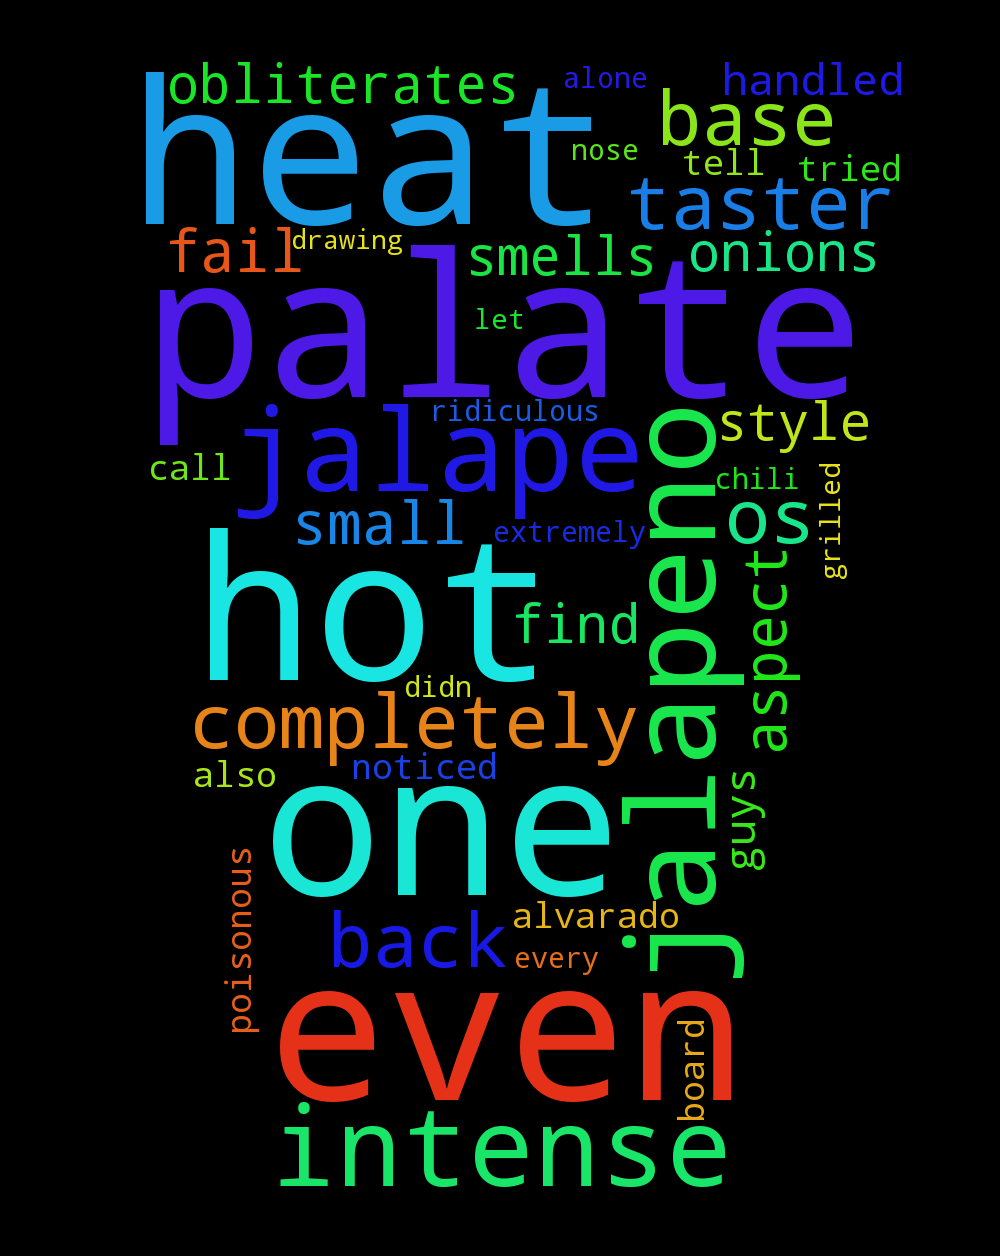 obliterates
alone
handled
heat
base
nose
tell
tried
taster
fail
drawing
smells
onions
palate
let
jalape
ridiculous
style
call
chili
grilled
small
extremely
os
jalapeno
hot
find
aspect
didn
completely
also
noticed
guys
one
poisonous
alvarado
back
every
even
board
intense